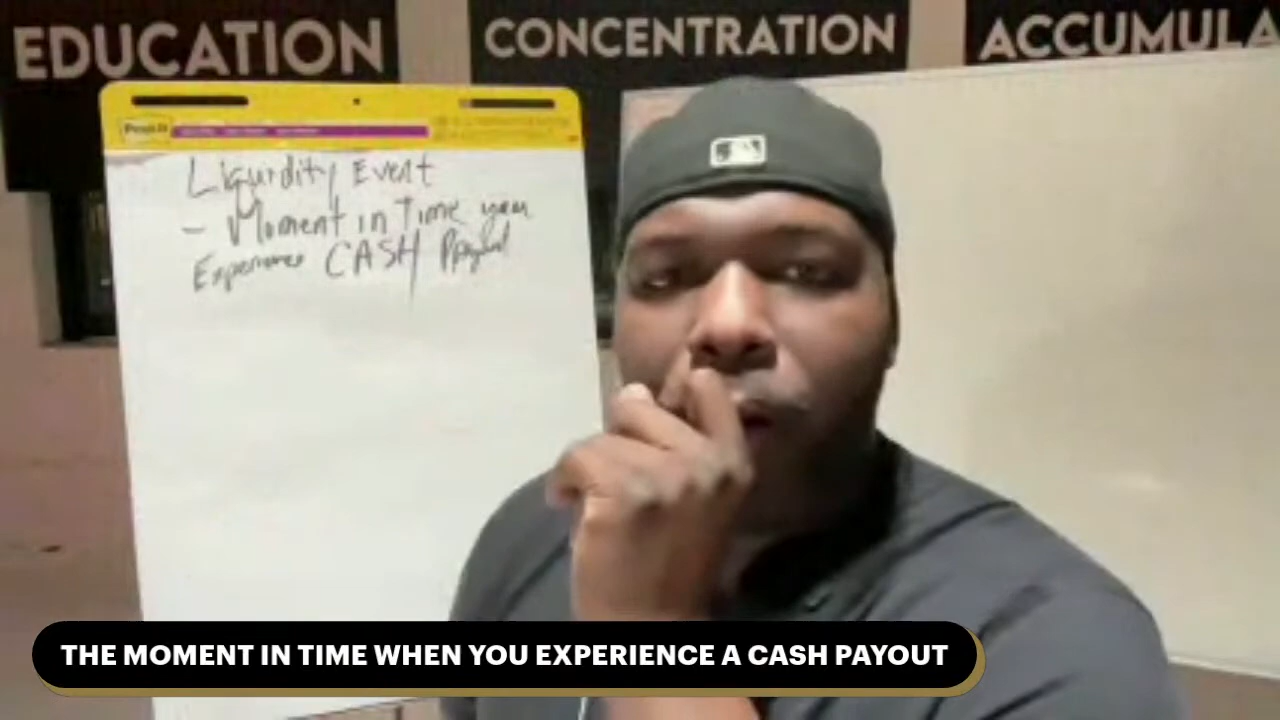 EDUCATION
CONCENTRATION
ACCUMULA
Post-it
Liquidity Event
- Moment in Time you
Experience CASH
THE MOMENT IN TIME WHEN YOU EXPERIENCE A CASH PAYOUT